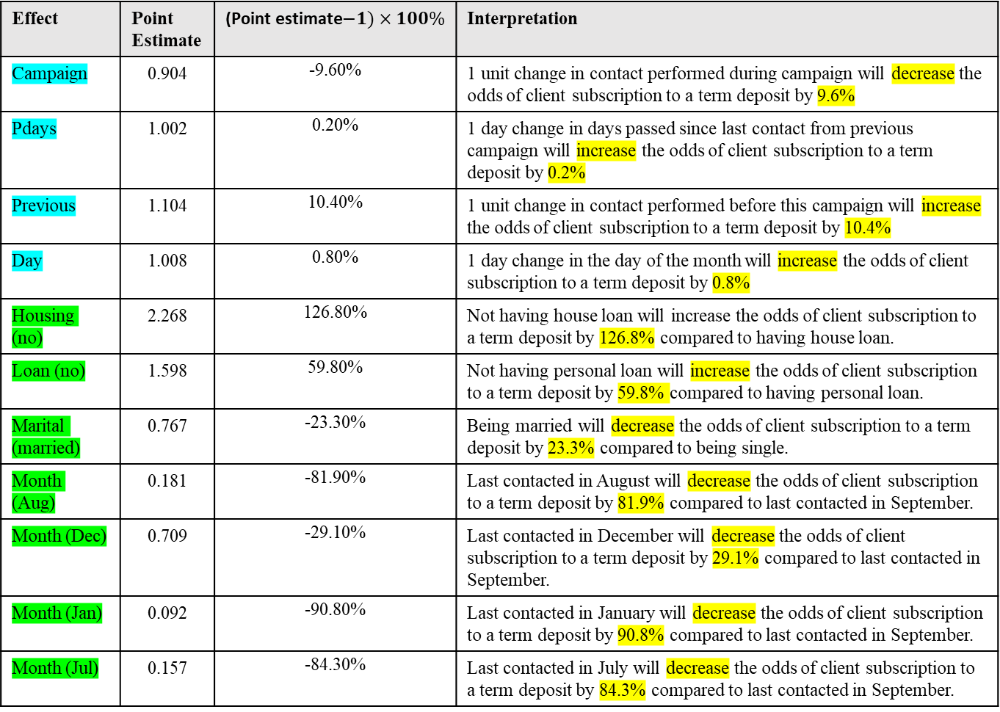 Effect
Point
Estimate
(Point estimate−1) × 100%
Interpretation
Campaign
0.904
-9.60%
1 unit change in contact performed during campaign will decrease the
odds of client subscription to a term deposit by 9.6%
Pdays
1.002
0.20%
1 day change in days passed since last contact from previous
campaign will increase the odds of client subscription to a term
deposit by 0.2%
Previous
1.104
10.40%
1 unit change in contact performed before this campaign will increase
the odds of client subscription to a term deposit by 10.4%
Day
1.008
0.80%
1 day change in the day of the month will increase the odds of client
subscription to a term deposit by 0.8%
Housing
(no)
2.268
126.80%
Not having house loan will increase the odds of client subscription to
a term deposit by 126.8% compared to having house loan.
Loan (no)
1.598
59.80%
Not having personal loan will increase the odds of client subscription
to a term deposit by 59.8% compared to having personal loan.
Marital
(married)
0.767
-23.30%
Being married will decrease the odds of client subscription to a term
deposit by 23.3% compared to being single.
Month
(Aug)
0.181
-81.90%
Last contacted in August will decrease the odds of client subscription
to a term deposit by 81.9% compared to last contacted in September.
Month (Dec)
0.709
-29.10%
Last contacted in December will decrease the odds of client
subscription to a term deposit by 29.1% compared to last contacted in
September.
Month (Jan)
0.092
-90.80%
Last contacted in January will decrease the odds of client subscription
to a term deposit by 90.8% compared to last contacted in September.
Month (Jul)
0.157
-84.30%
Last contacted in July will decrease the odds of client subscription to
a term deposit by 84.3% compared to last contacted in September.